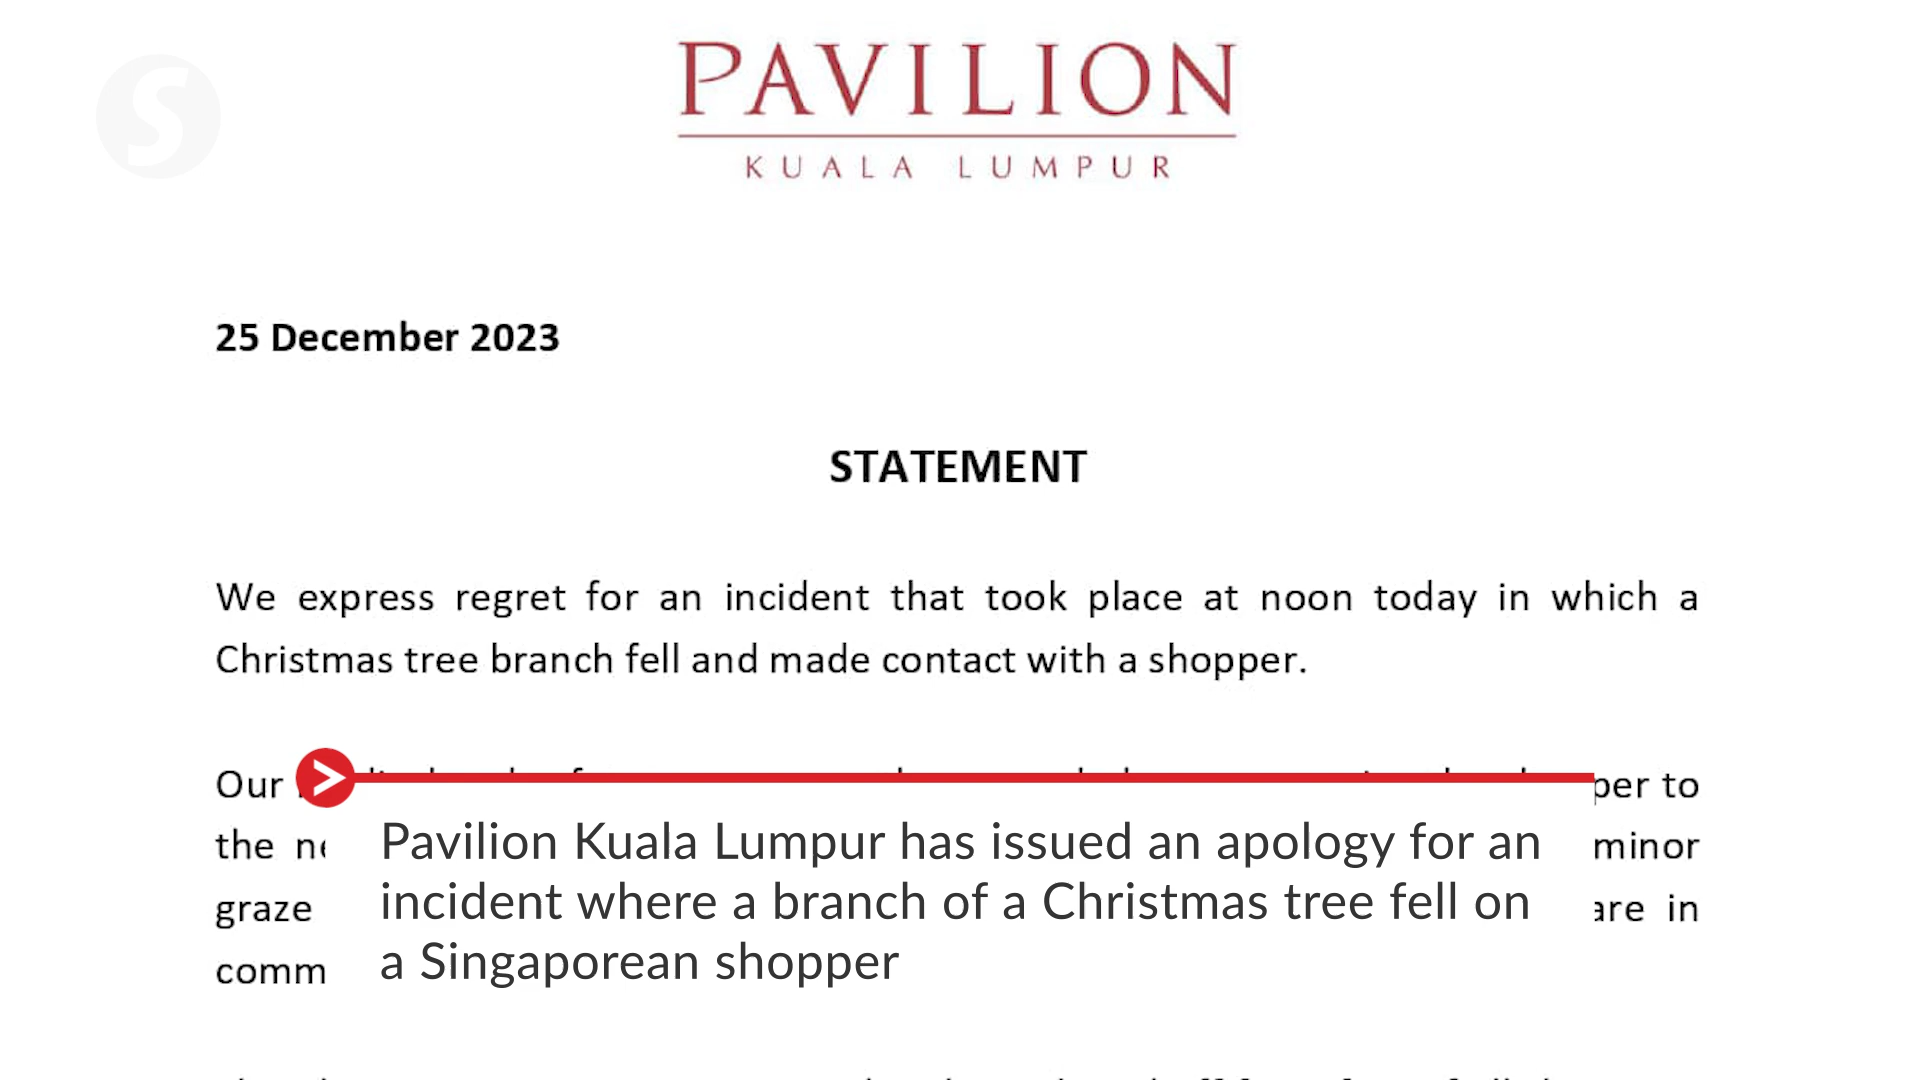 S
PAVILION
KUALA LUMPUR
25 December 2023
STATEMENT
We express regret for an incident that took place at noon today in which a
Christmas tree branch fell and made contact with a shopper.
Our to
the minor
graze are in
Pavilion Kuala Lumpur has issued an apology for an
incident where a branch of a Christmas tree fell on
a Singaporean shopper